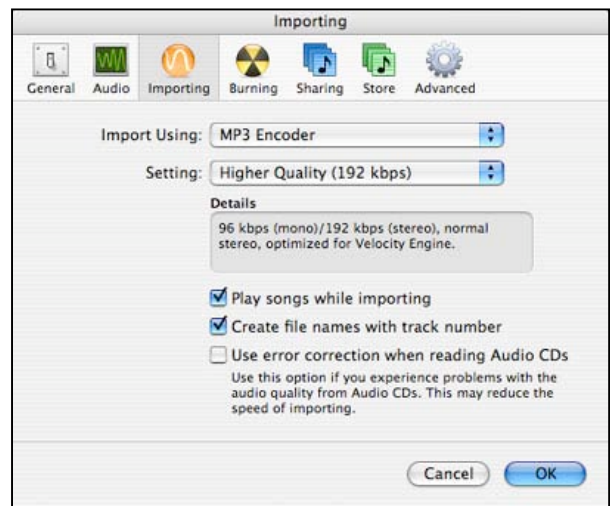 Importing
General Audio Importing Burning Sharing Store Advanced
Import Using: MP3 Encoder
Setting: Higher Quality (192 kbps)
Details
96 kbps (mono)/192 kbps (stereo), normal
stereo, optimized for Velocity Engine.
Play songs while importing
Create file names with track number
Use error correction when reading Audio CDs
Use this option if you experience problems with the
audio quality from Audio CDs. This may reduce the
speed of importing.
Cancel OK